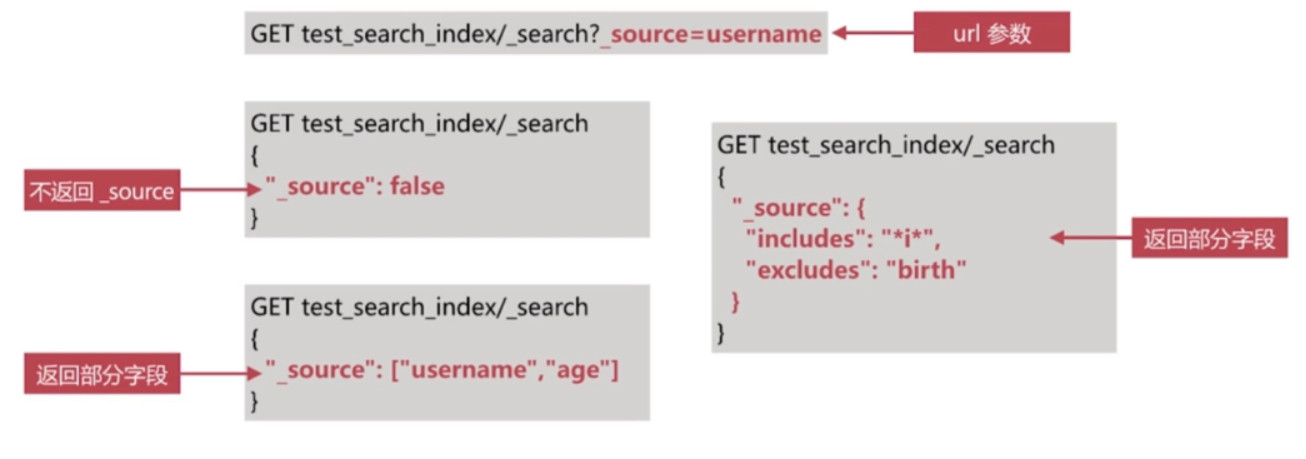 GET test_search_index/_search?_source=username
url 参数
GET test_search_index/_search
{
"_source": false
}
不返回 _source
GET test_search_index/_search
{
"_source": ["username","age"]
}
返回部分字段
GET test_search_index/_search
{
"_source": {
"includes": "*i*",
"excludes": "birth"
}
}
返回部分字段